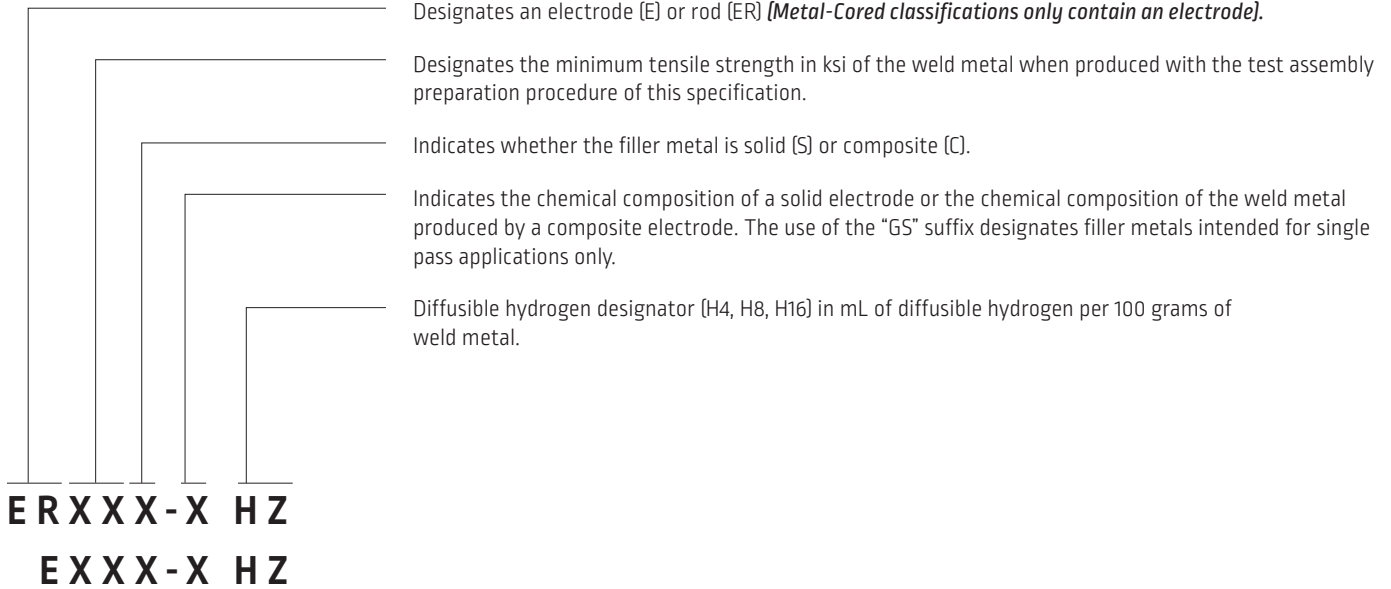 Designates an electrode (E) or rod (ER) (Metal-Cored classifications only contain an electrode).
Designates the minimum tensile strength in ksi of the weld metal when produced with the test assembly
preparation procedure of this specification.
Indicates whether the filler metal is solid (S) or composite (C).
Indicates the chemical composition of a solid electrode or the chemical composition of the weld metal
produced by a composite electrode. The use of the “GS” suffix designates filler metals intended for single
pass applications only.
Diffusible hydrogen designator (H4, H8, H16) in mL of diffusible hydrogen per 100 grams of
weld metal.
ERXXX-X HZ
EXXX-X HZ